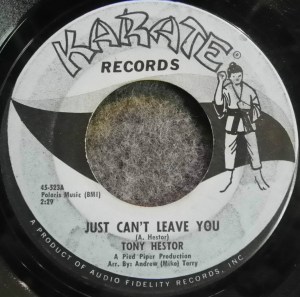 KARATE
RECORDS
45-523A
Polaris Music (BMI)
2:29
JUST CAN'T LEAVE YOU
(A. Hestor)
TONY HESTOR
A Pied Piper Production
Arr. By: Andrew (Mike) Terry
A PRODUCT OF AUDIO FIDELITY RECORDS, INC